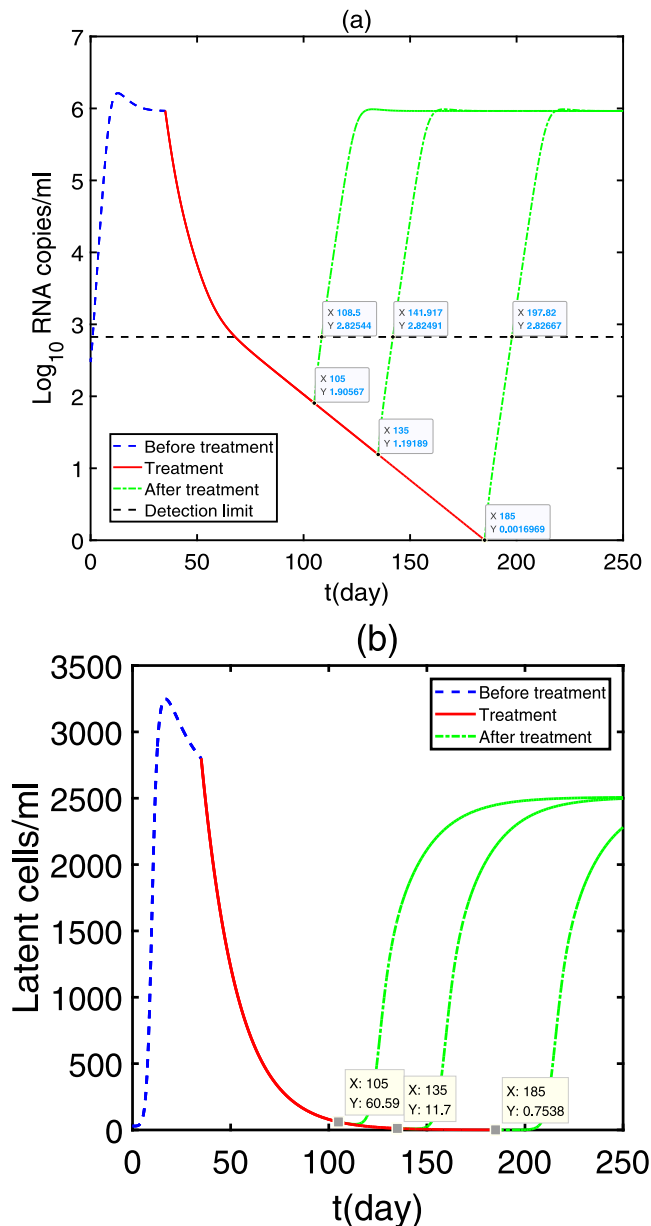 (a)
7
6
5
4
3
2
1
0
Log10 RNA copies/ml
X 108.5
Y 2.82544
X 141.917
Y 2.82491
X 197.82
Y 2.82667
X 105
Y 1.90567
X 135
Y 1.19189
X 185
Y 0.0016969
Before treatment
Treatment
After treatment
Detection limit
0 50 100 150 200 250
t(day)
(b)
3500
3000
2500
2000
1500
1000
500
0
Latent cells/ml
Before treatment
Treatment
After treatment
X: 105
Y: 60.59
X: 135
Y: 11.7
X: 185
Y: 0.7538
0 50 100 150 200 250
t(day)